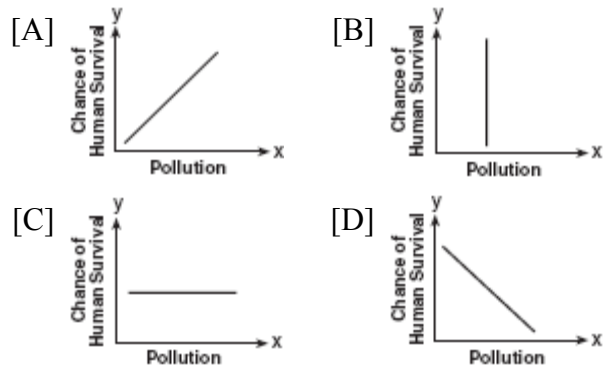 [A]
y
Chance of
Human Survival
x
Pollution
[B]
y
Chance of
Human Survival
x
Pollution
[C]
y
Chance of
Human Survival
x
Pollution
[D]
y
Chance of
Human Survival
x
Pollution